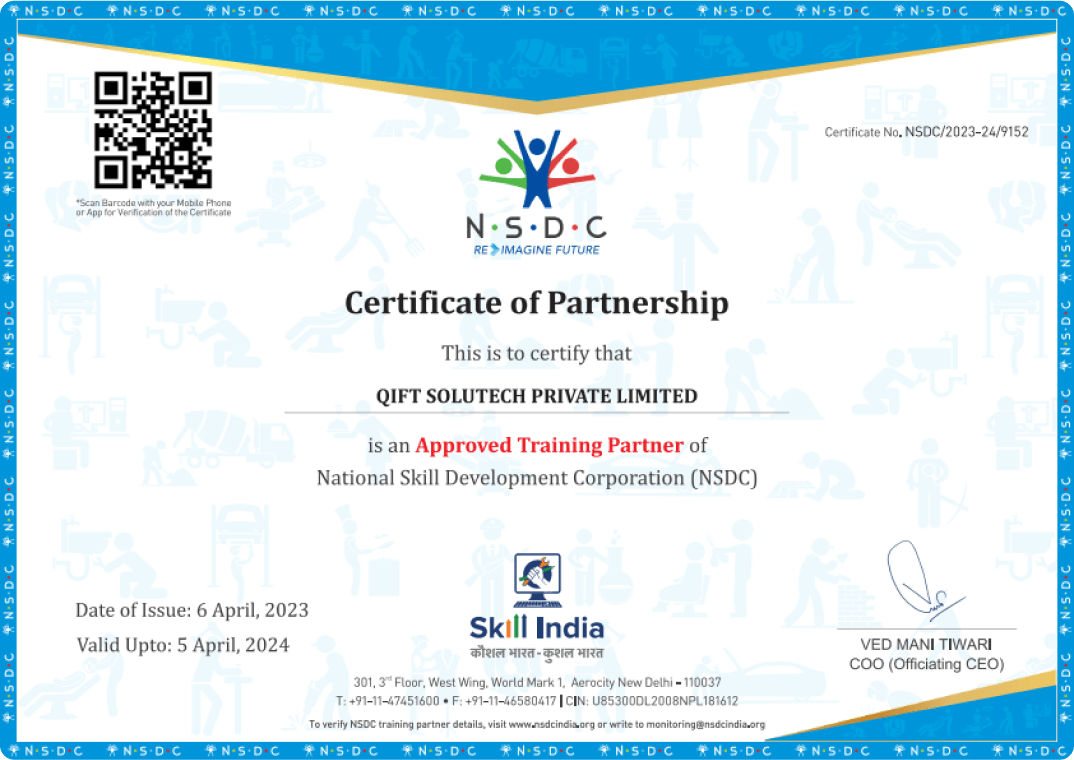 N·S·D·C N·S·D·C N·S·D·C N·S·D·C N·S·D·C N·S·D·C N·S·D·C N·S·D·C N·S·D·C N·S·D·C N·S·D·C
Certificate No. NSDC/2023-24/9152
*Scan Barcode with your Mobile Phone
or App for Verification of the Certificate
N·S·D·C
RE IMAGINE FUTURE
Certificate of Partnership
This is to certify that
QIFT SOLUTECH PRIVATE LIMITED
is an Approved Training Partner of
National Skill Development Corporation (NSDC)
Date of Issue: 6 April, 2023
Valid Upto: 5 April, 2024
Skill India
कौशल भारत-कुशल भारत
VED MANI TIWARI
COO (Officiating CEO)
301, 3rd Floor, West Wing, World Mark 1, Aerocity New Delhi - 110037
T: +91-11-47451600 • F: +91-11-46580417 | CIN: U85300DL2008NPL181612
To verify NSDC training partner details, visit www.nsdcindia.org or write to monitoring@nsdcindia.org
N·S·D·C N·S·D·C N·S·D·C N·S·D·C N·S·D·C N·S·D·C N·S·D·C N·S·D·C N·S·D·C N·S·D·C N·S·D·C